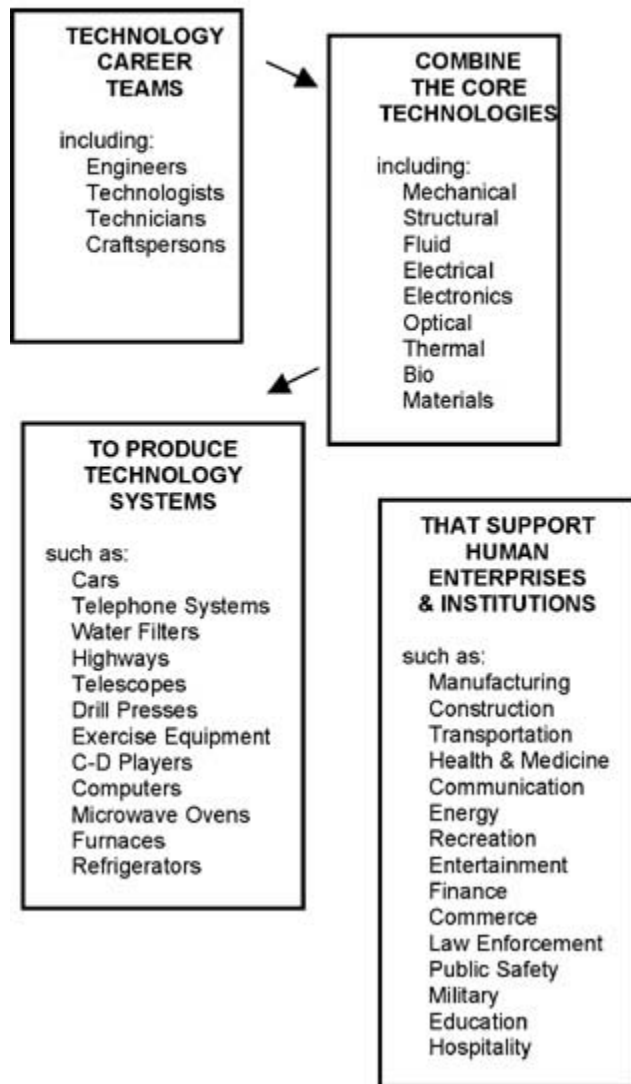 TECHNOLOGY
CAREER
TEAMS
including:
Engineers
Technologists
Technicians
Craftspersons
COMBINE
THE CORE
TECHNOLOGIES
including:
Mechanical
Structural
Fluid
Electrical
Electronics
Optical
Thermal
Bio
Materials
TO PRODUCE
TECHNOLOGY
SYSTEMS
such as:
Cars
Telephone Systems
Water Filters
Highways
Telescopes
Drill Presses
Exercise Equipment
C-D Players
Computers
Microwave Ovens
Furnaces
Refrigerators
THAT SUPPORT
HUMAN
ENTERPRISES
& INSTITUTIONS
such as:
Manufacturing
Construction
Transportation
Health & Medicine
Communication
Energy
Recreation
Entertainment
Finance
Commerce
Law Enforcement
Public Safety
Military
Education
Hospitality